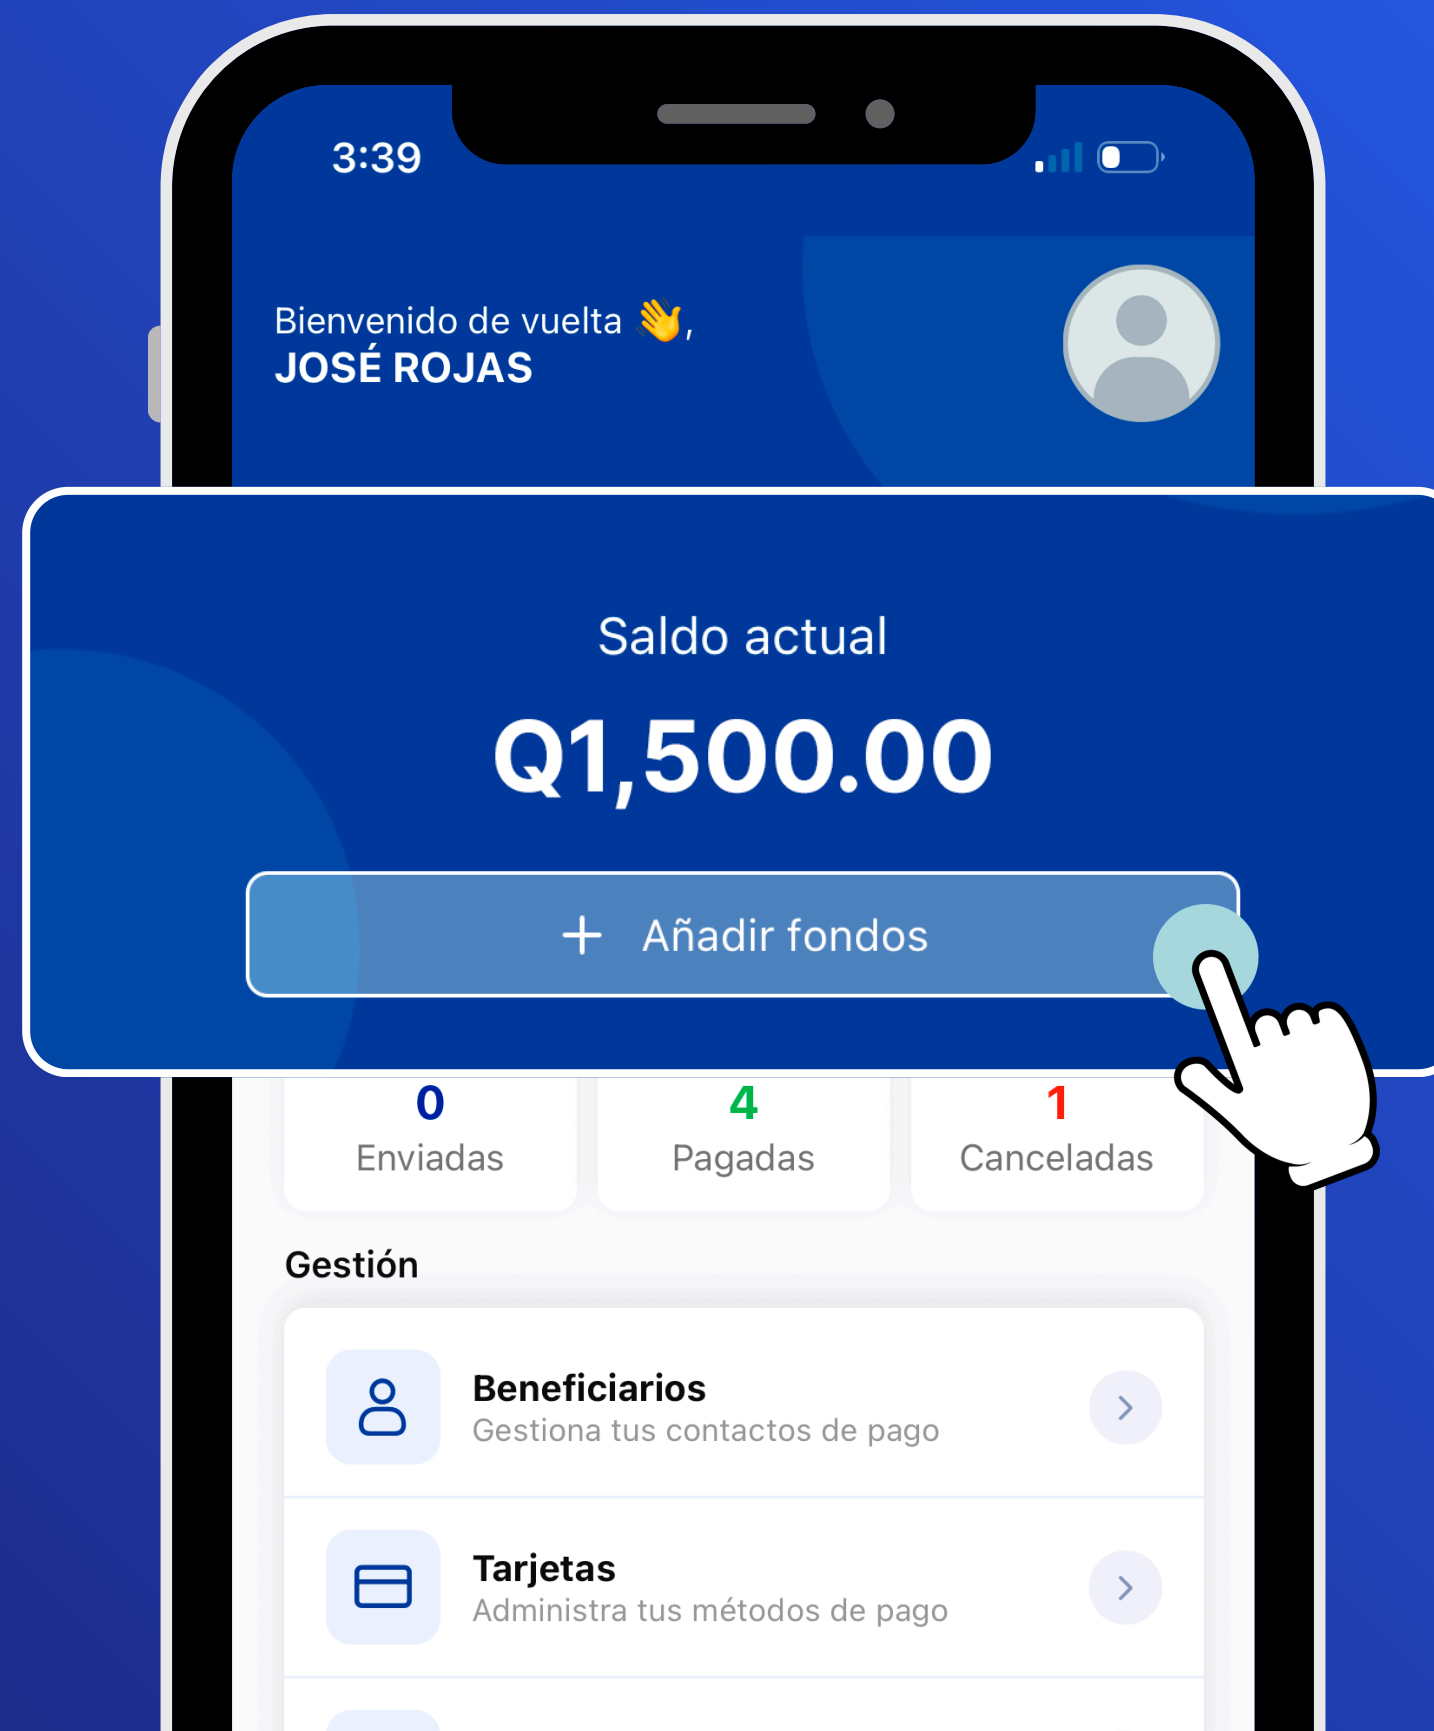 3:39
Bienvenido de vuelta 👋,
JOSÉ ROJAS
Saldo actual
Q1,500.00
+ Añadir fondos
0
4
1
Enviadas
Pagadas
Canceladas
Gestión
Beneficiarios
Gestiona tus contactos de pago
Tarjetas
Administra tus métodos de pago